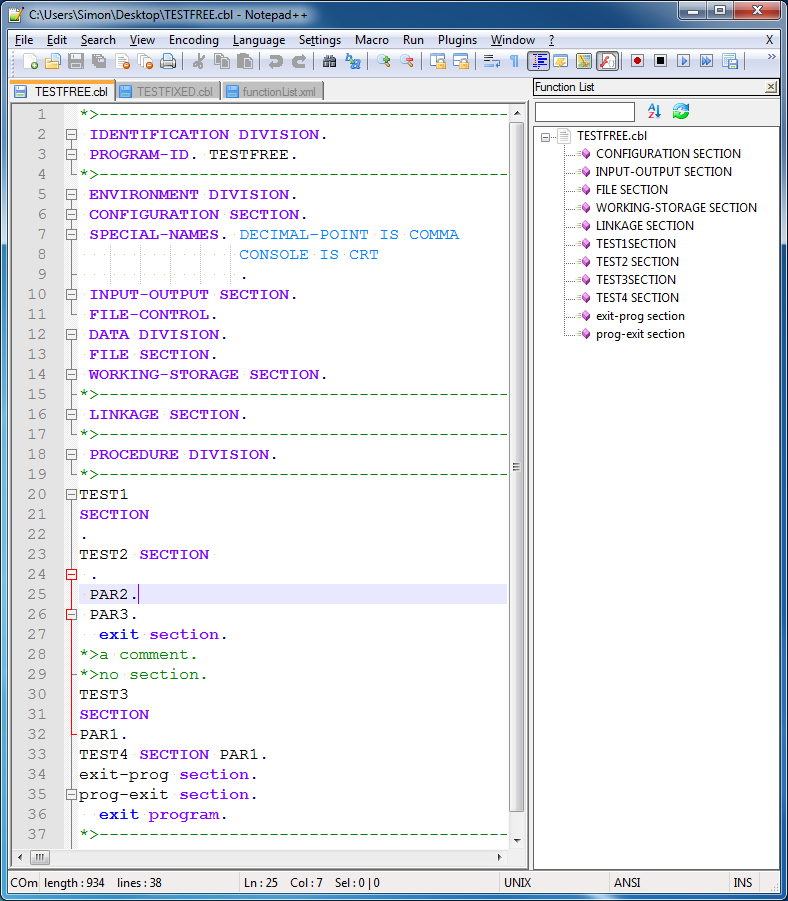 C:\Users\Simon\Desktop\TESTFREE.cbl - Notepad++
File Edit Search View Encoding Language Settings Macro Run Plugins Window ? X
TESTFREE.cbl TESTFIXED.cbl functionList.xml
1 *>-----------------------------------------
2 IDENTIFICATION DIVISION.
3 PROGRAM-ID. TESTFREE.
4 *>-----------------------------------------
5 ENVIRONMENT DIVISION.
6 CONFIGURATION SECTION.
7 SPECIAL-NAMES. DECIMAL-POINT IS COMMA
8 CONSOLE IS CRT
9 .
10 INPUT-OUTPUT SECTION.
11 FILE-CONTROL.
12 DATA DIVISION.
13 FILE SECTION.
14 WORKING-STORAGE SECTION.
15 *>-----------------------------------------
16 LINKAGE SECTION.
17 *>-----------------------------------------
18 PROCEDURE DIVISION.
19 *>-----------------------------------------
20 TEST1
21 SECTION
22 .
23 TEST2 SECTION
24 .
25 PAR2.
26 PAR3.
27 exit section.
28 *>a comment.
29 *>no section.
30 TEST3
31 SECTION
32 PAR1.
33 TEST4 SECTION PAR1.
34 exit-prog section.
35 prog-exit section.
36 exit program.
37 *>-----------------------------------------
Function List
TESTFREE.cbl
CONFIGURATION SECTION
INPUT-OUTPUT SECTION
FILE SECTION
WORKING-STORAGE SECTION
LINKAGE SECTION
TEST1SECTION
TEST2 SECTION
TEST3SECTION
TEST4 SECTION
exit-prog section
prog-exit section
COm length : 934 lines : 38 Ln : 25 Col : 7 Sel : 0 | 0 UNIX ANSI INS